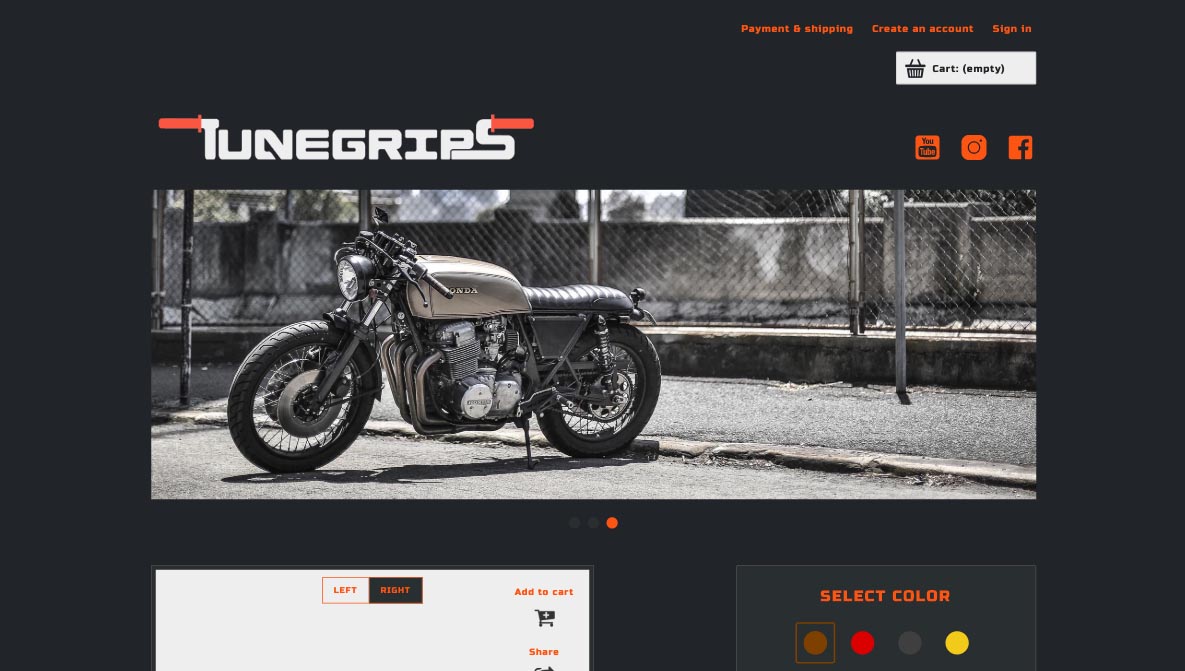 Payment & shipping Create an account Sign in
Cart: (empty)
TUNEGRIPS
You
Tube
HONDA
LEFT RIGHT
Add to cart
SELECT COLOR
Share